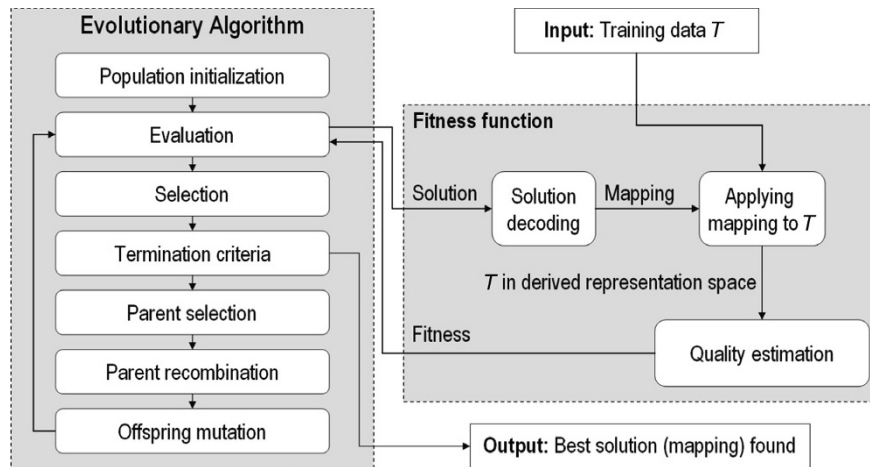 Evolutionary Algorithm
Population initialization
Evaluation
Selection
Termination criteria
Parent selection
Parent recombination
Offspring mutation
Input: Training data T
Fitness function
Solution
Solution
decoding
Mapping
Applying
mapping to T
T in derived representation space
Fitness
Quality estimation
Output: Best solution (mapping) found